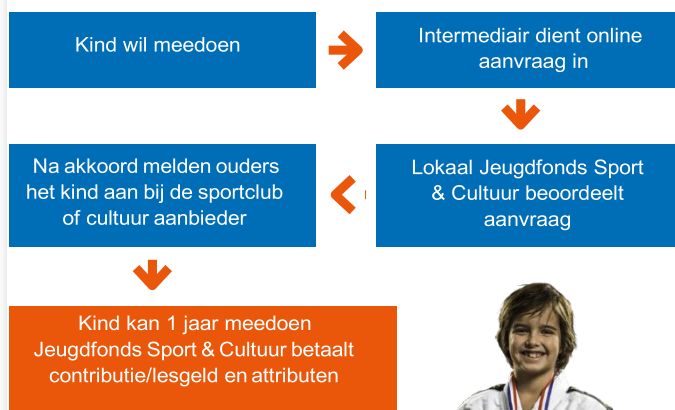 Kind wil meedoen
Intermediair dient online
aanvraag in
Lokaal Jeugdfonds Sport
& Cultuur beoordeelt
aanvraag
Na akkoord melden ouders
het kind aan bij de sportclub
of cultuur aanbieder
Kind kan 1 jaar meedoen
Jeugdfonds Sport & Cultuur betaalt
contributie/lesgeld en attributen